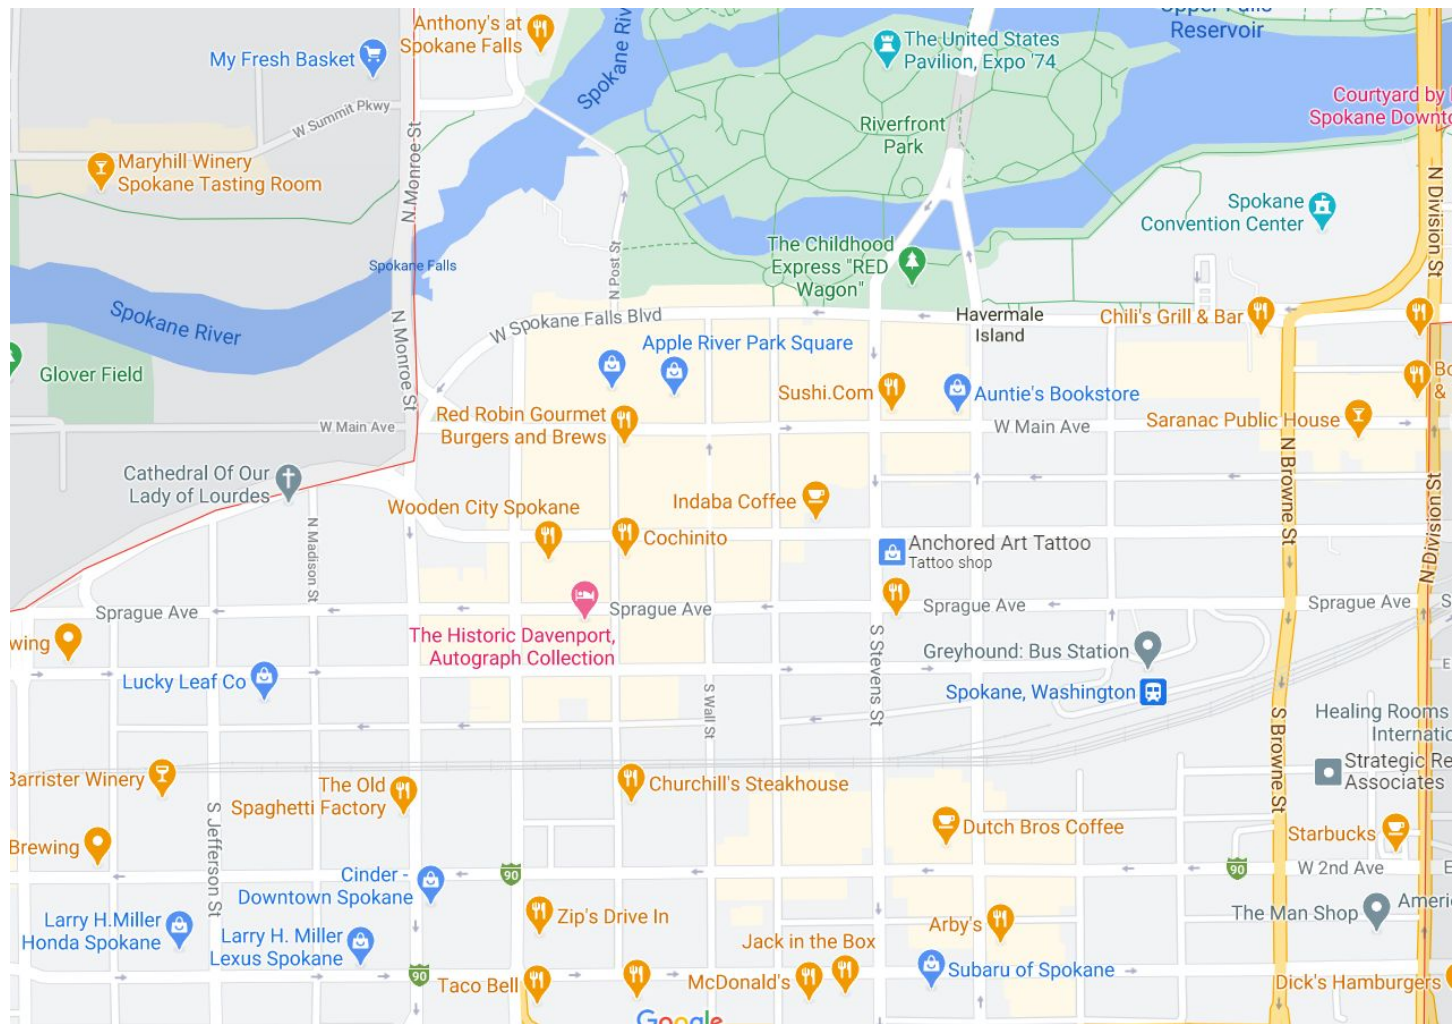 Anthony's at
Spokane Falls
My Fresh Basket
Spokane Riv
The United States
Pavilion, Expo '74
Reservoir
Courtyard by
Spokane Downto
W Summit Pkwy
N Monroe St
Riverfront
Park
Maryhill Winery
Spokane Tasting Room
N Monroe St
N Division St
Spokane
Convention Center
Spokane Falls
N Post St
The Childhood
Express "RED
Wagon"
Spokane River
W Spokane Falls Blvd
Havermale
Island
Chili's Grill & Bar
N Monroe St
Apple River Park Square
Glover Field
Sushi.Com
Auntie's Bookstore
Bo
&
Red Robin Gourmet
Burgers and Brews
W Main Ave
W Main Ave
Saranac Public House
N Browne St
Cathedral Of Our
Lady of Lourdes
Wooden City Spokane
Indaba Coffee
N Division St
N Madison St
Cochinito
Anchored Art Tattoo
Tattoo shop
Sprague Ave
Sprague Ave
Sprague Ave
Sprague Ave
S
wing
The Historic Davenport,
Autograph Collection
S Stevens St
Greyhound: Bus Station
E
Lucky Leaf Co
S Wall St
Spokane, Washington
S Browne St
Healing Rooms
Internatio
Barrister Winery
The Old
Spaghetti Factory
Churchill's Steakhouse
Strategic Re
Associates
S Jefferson St
Dutch Bros Coffee
Starbucks
Brewing
Cinder -
Downtown Spokane
90
90
W 2nd Ave
E
Larry H.Miller
Honda Spokane
Zip's Drive In
Arby's
The Man Shop
Ameri
Larry H. Miller
Lexus Spokane
Jack in the Box
90
Taco Bell
McDonald's
Subaru of Spokane
Dick's Hamburgers
Google